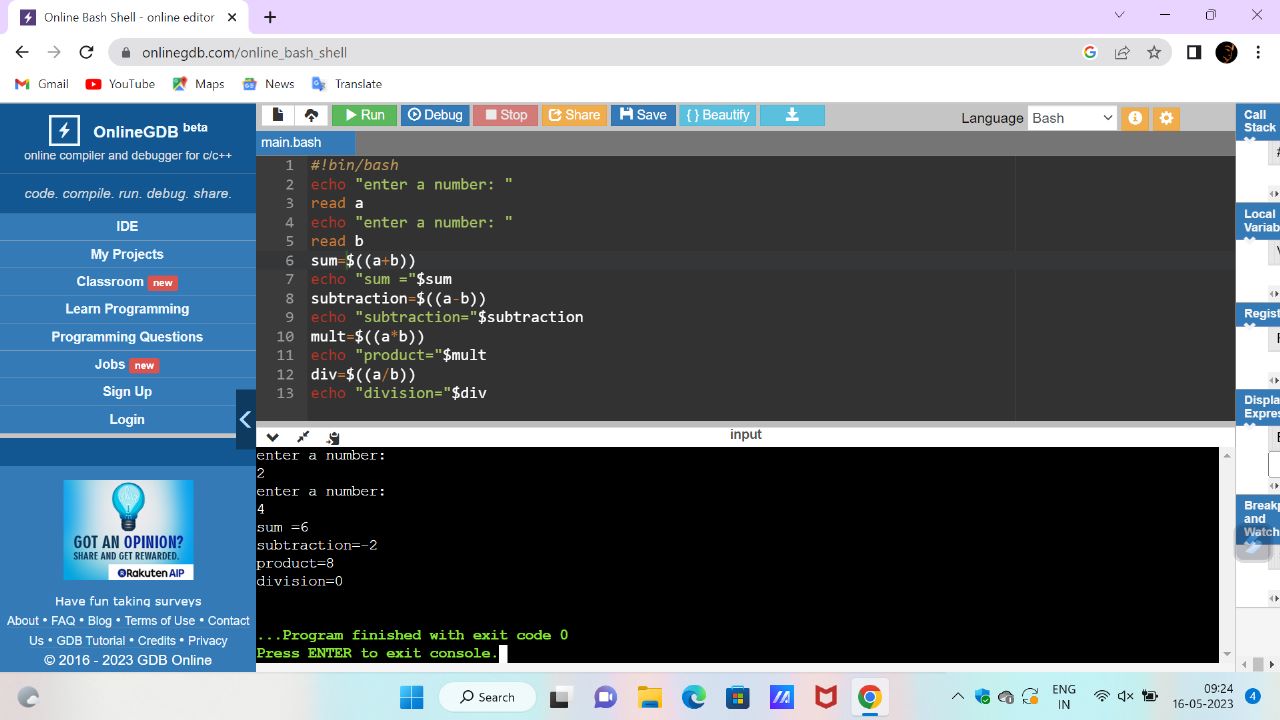 Online Bash Shell - online editor
onlinegdb.com/online_bash_shell
Gmail YouTube Maps News Translate
OnlineGDB beta
online compiler and debugger for c/c++
code. compile. run. debug. share.
IDE
My Projects
Classroom new
Learn Programming
Programming Questions
Jobs new
Sign Up
Login
GOT AN OPINION?
SHARE AND GET REWARDED.
Rakuten AIP
Have fun taking surveys
About • FAQ • Blog • Terms of Use • Contact
Us • GDB Tutorial • Credits • Privacy
© 2016 - 2023 GDB Online
Run Debug Stop Share Save { } Beautify
Language Bash
main.bash
1 #!bin/bash
2 echo "enter a number: "
3 read a
4 echo "enter a number: "
5 read b
6 sum=$((a+b))
7 echo "sum ="$sum
8 subtraction=$((a-b))
9 echo "subtraction="$subtraction
10 mult=$((a*b))
11 echo "product="$mult
12 div=$((a/b))
13 echo "division="$div
input
enter a number:
2
enter a number:
4
sum =6
subtraction=-2
product=8
division=0
...Program finished with exit code 0
Press ENTER to exit console.
Call
Stack
Local
Variab
Regist
Displa
Expres
Breakp
and
Watch
Search
ENG
IN
09:24
16-05-2023
4